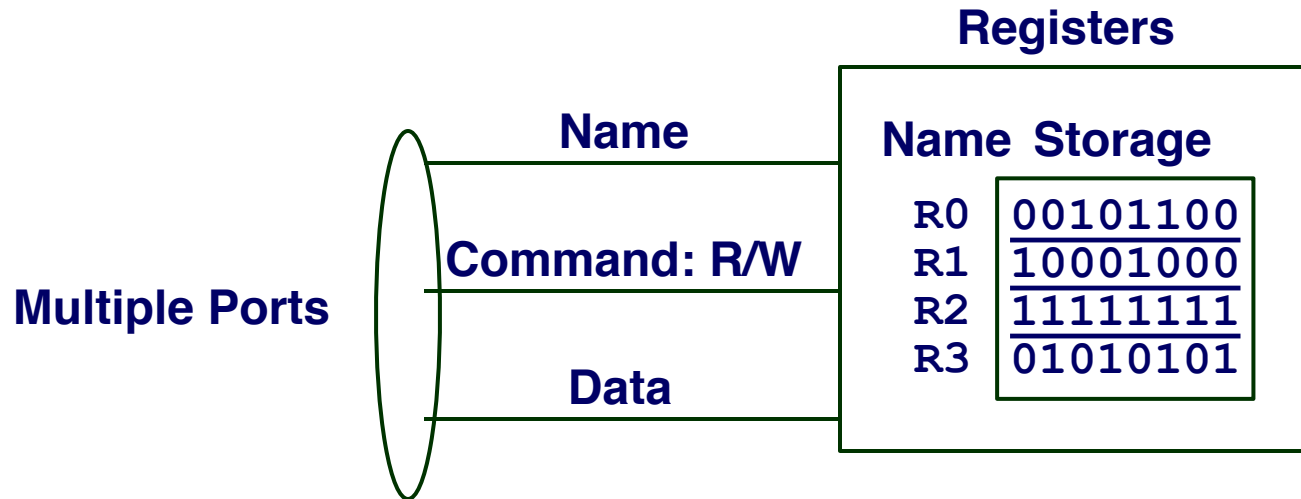 Registers
Name
Name Storage
R0 00101100
Command: R/W
R1 10001000
Multiple Ports
R2 11111111
R3 01010101
Data